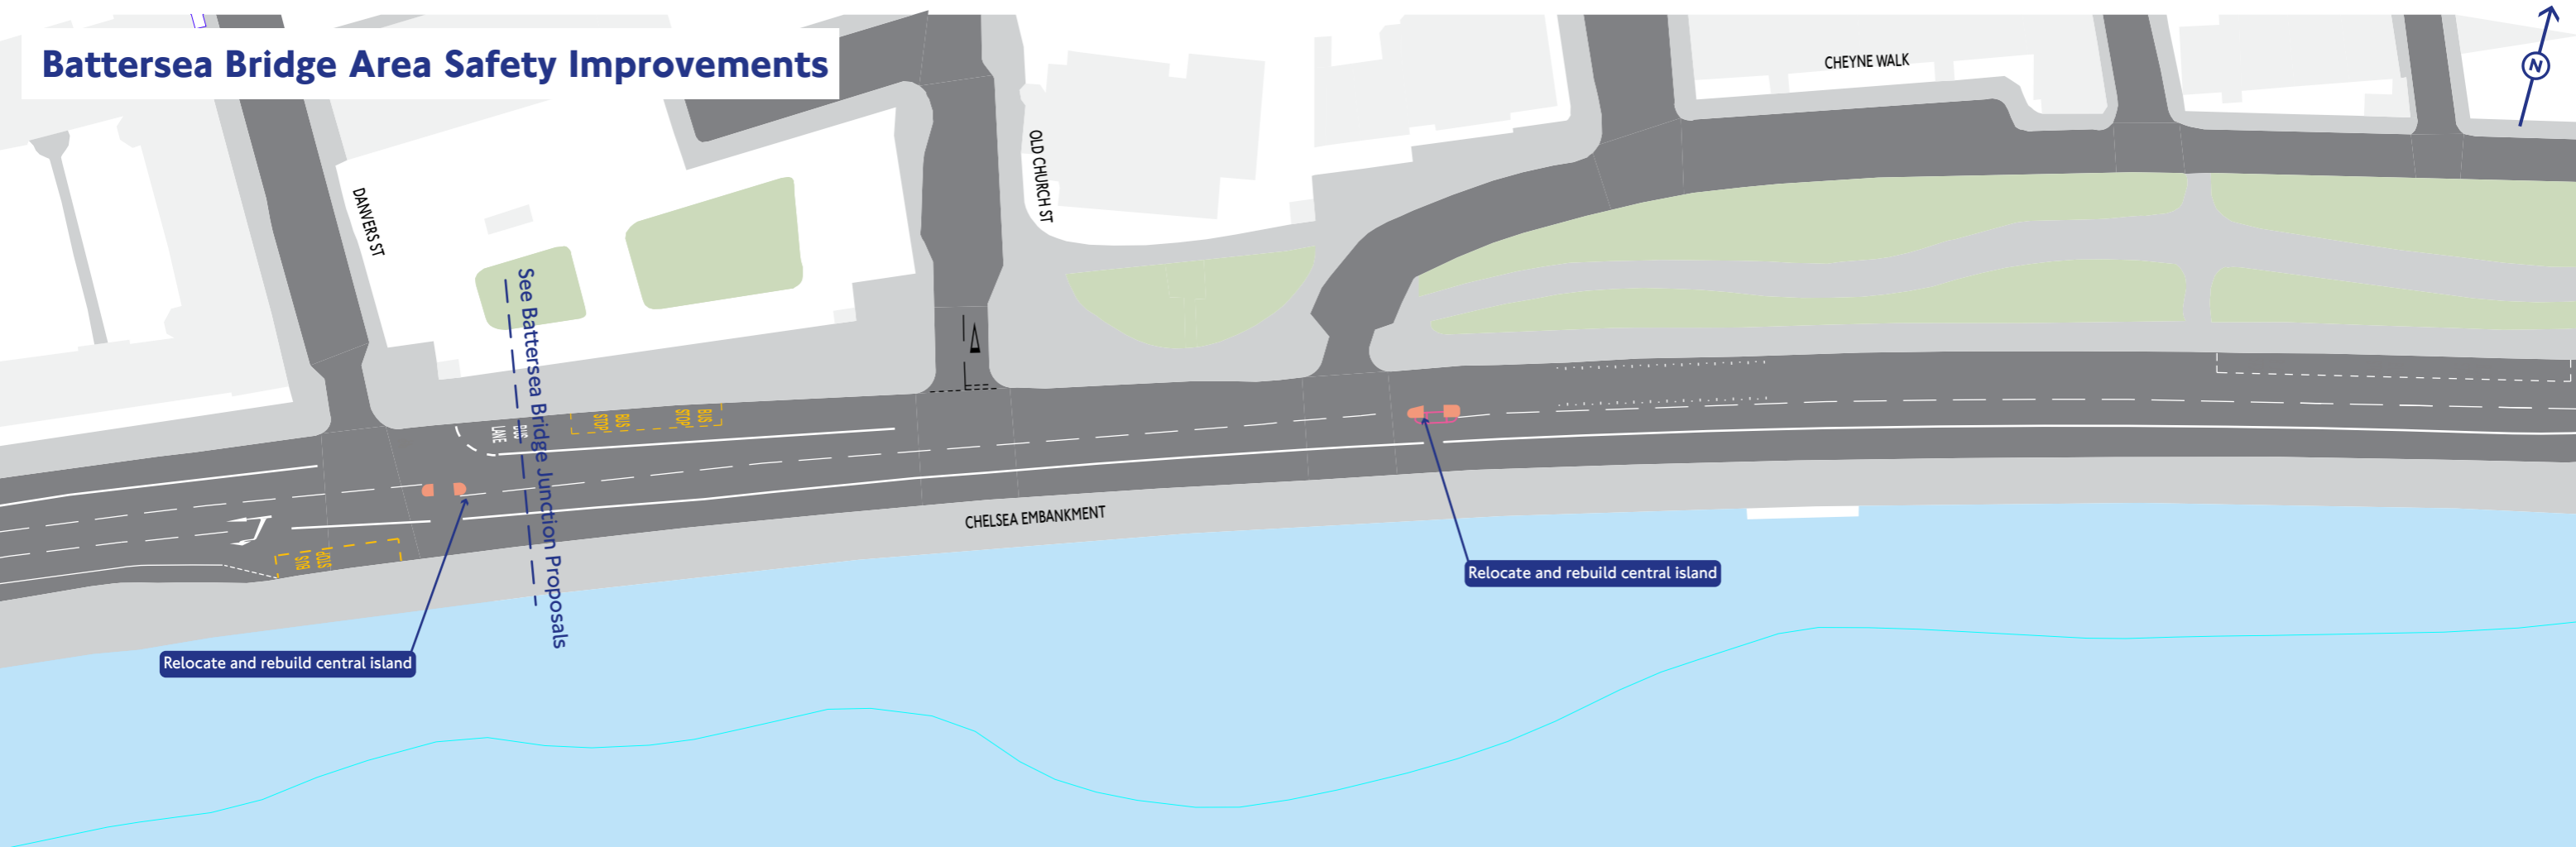 Battersea Bridge Area Safety Improvements
CHEYNE WALK
N
OLD CHURCH ST
DANVERS ST
See Battersea Bridge Junction Proposals
BUS
LANE
BUS
STOP
BUS
STOP
CHELSEA EMBANKMENT
BUS
STOP
Relocate and rebuild central island
Relocate and rebuild central island